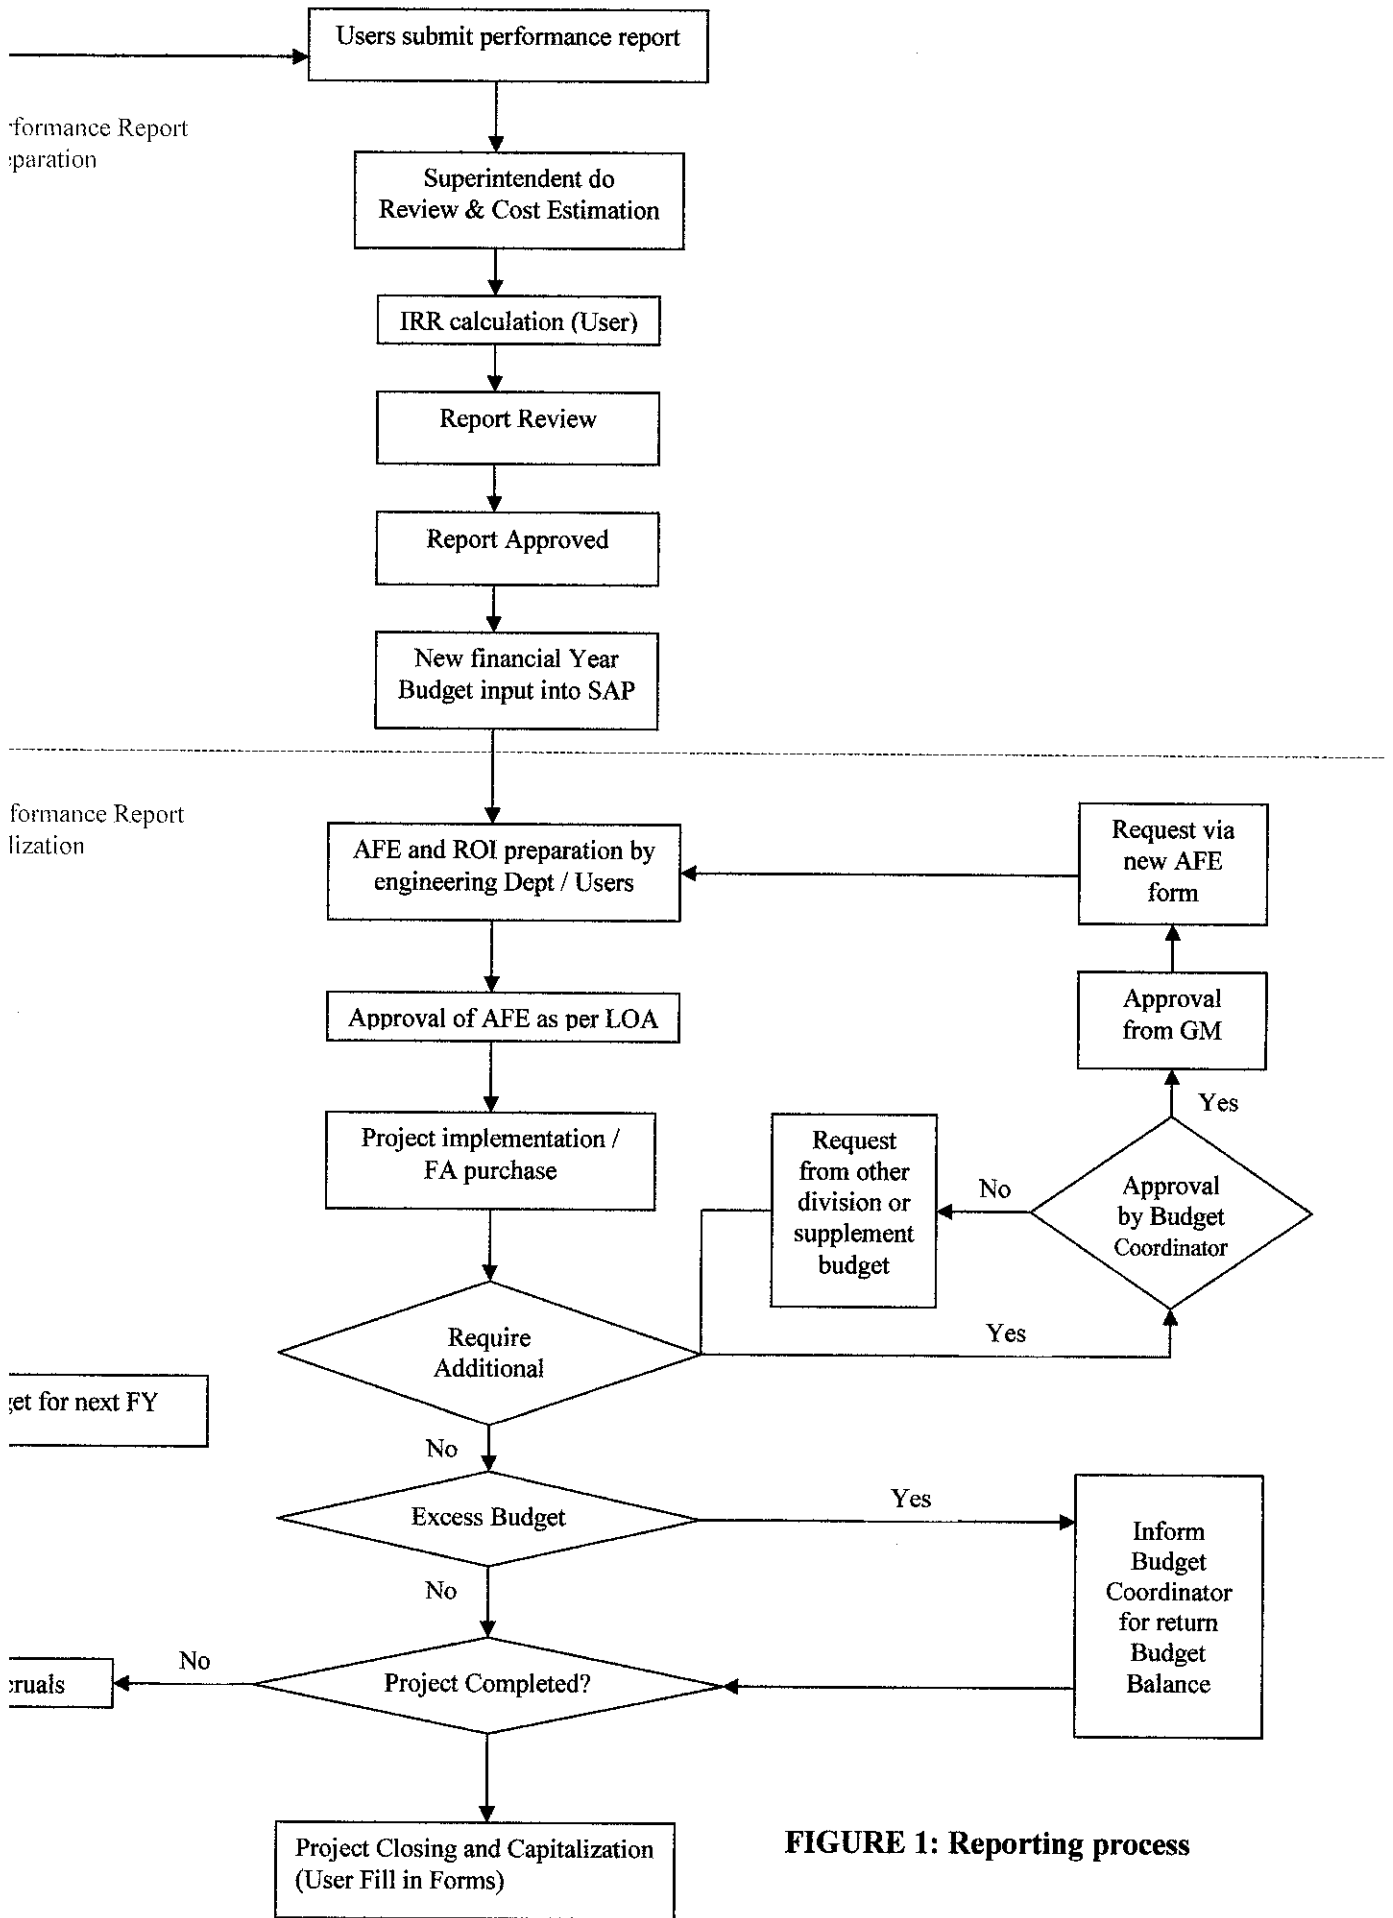 Users submit performance report
rformance Report
eparation
Superintendent do
Review & Cost Estimation
IRR calculation (User)
Report Review
Report Approved
New financial Year
Budget input into SAP
formance Report
lization
AFE and ROI preparation by
engineering Dept / Users
Request via
new AFE
form
Approval of AFE as per LOA
Approval
from GM
Yes
Project implementation /
FA purchase
Request
from other
division or
supplement
budget
No
Approval
by Budget
Coordinator
Require
Additional
Yes
get for next FY
No
Excess Budget
Yes
Inform
Budget
Coordinator
for return
Budget
Balance
No
Project Completed?
No
cruals
Project Closing and Capitalization
(User Fill in Forms)
FIGURE 1: Reporting process